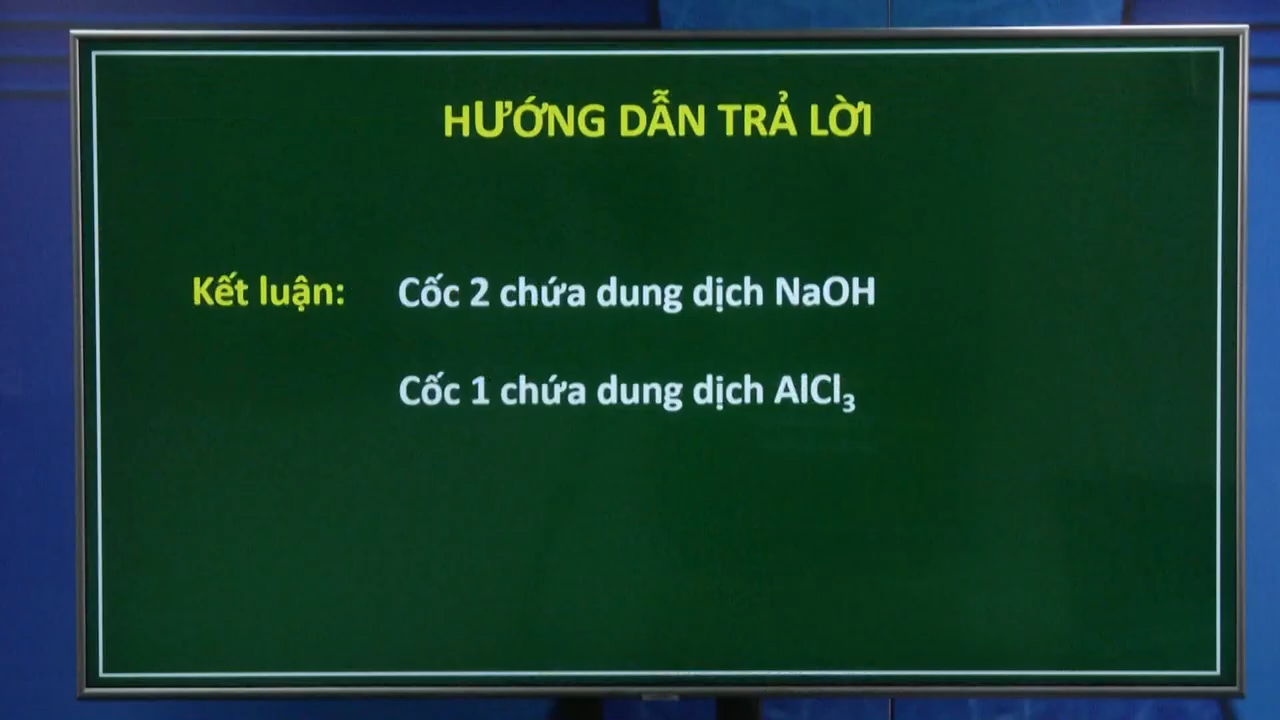 HƯỚNG DẪN TRẢ LỜI
Kết luận: Cốc 2 chứa dung dịch NaOH
Cốc 1 chứa dung dịch AlCl₃